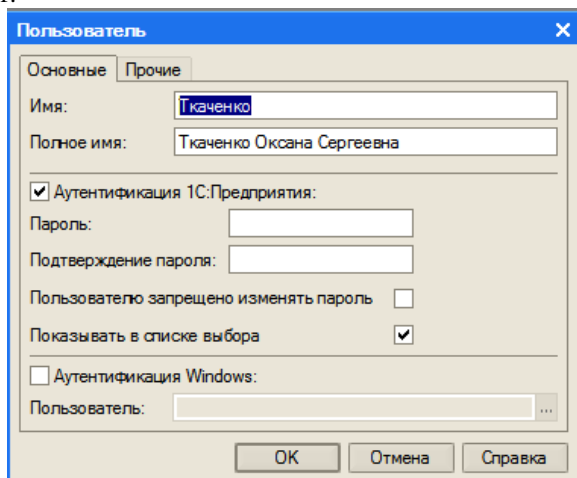 Пользователь
Основные Прочие
Имя: Ткаченко
Полное имя: Ткаченко Оксана Сергеевна
Аутентификация 1С:Предприятия:
Пароль:
Подтверждение пароля:
Пользователю запрещено изменять пароль
Показывать в списке выбора
Аутентификация Windows:
Пользователь: ...
OK Отмена Справка